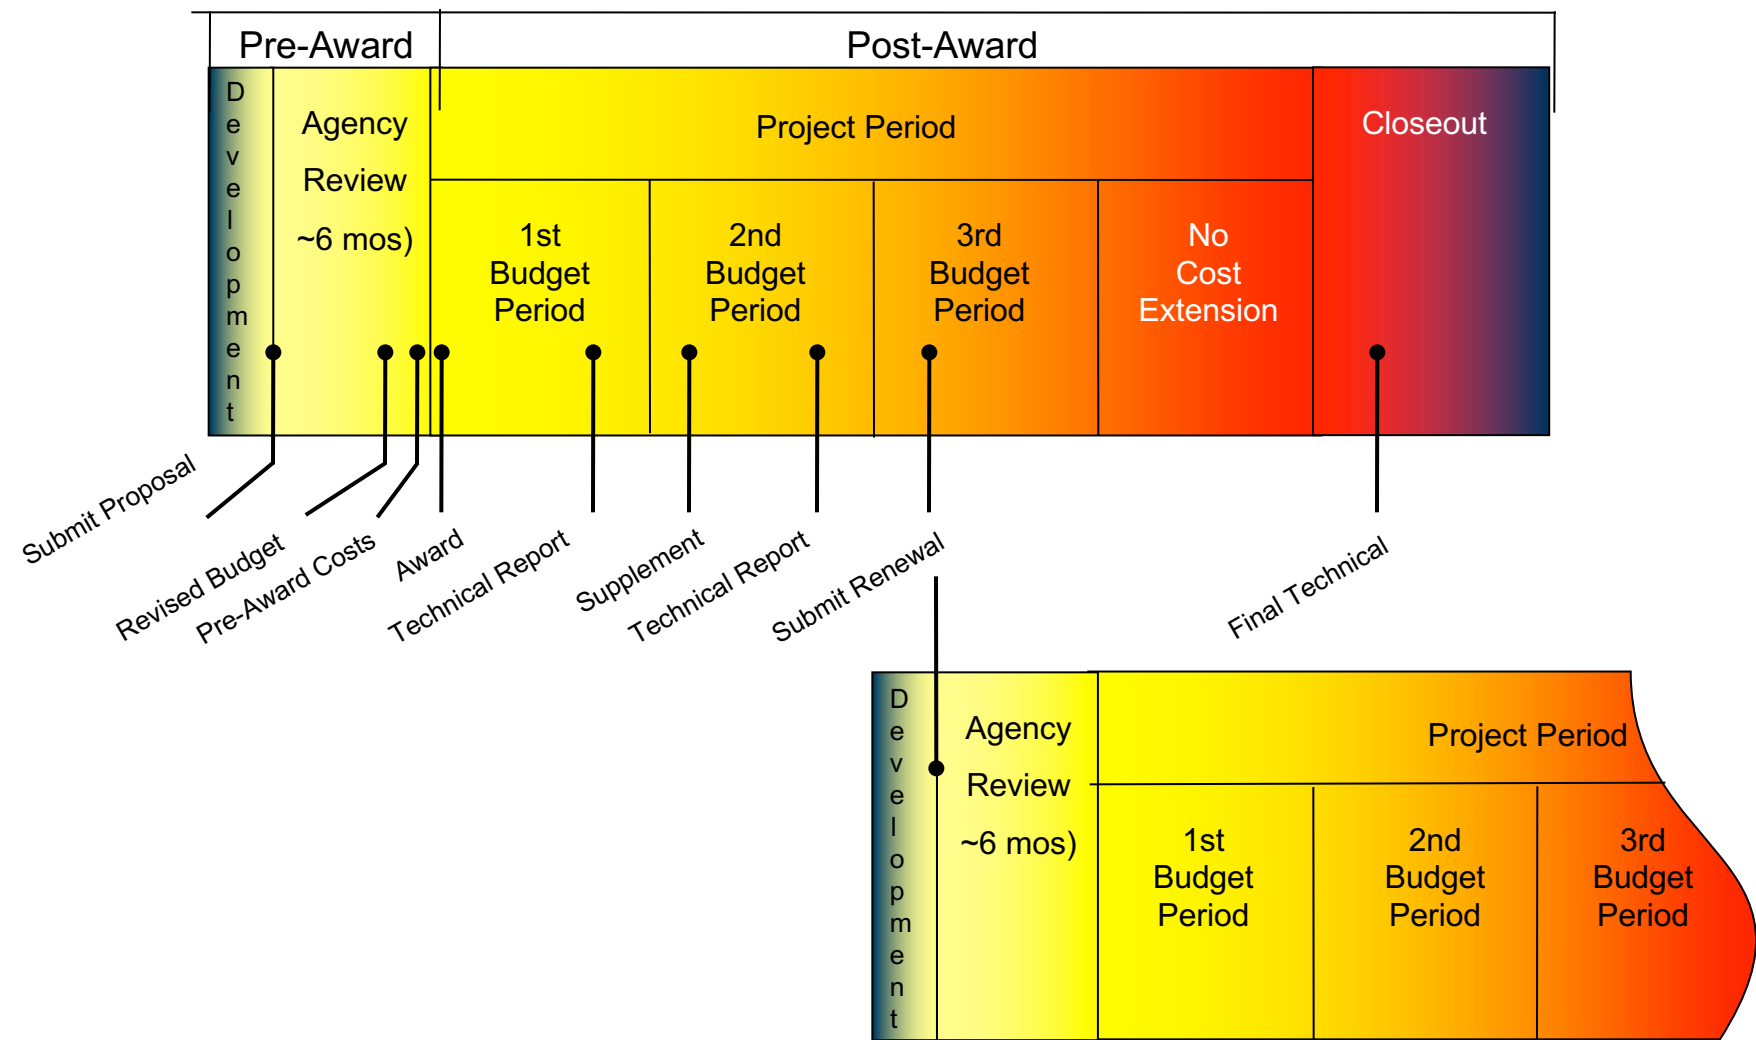 Pre-Award
Post-Award
Development
Agency
Review
~6 mos)
Project Period
Closeout
1st
Budget
Period
2nd
Budget
Period
3rd
Budget
Period
No
Cost
Extension
Submit Proposal
Revised Budget
Pre-Award Costs
Award
Technical Report
Supplement
Technical Report
Submit Renewal
Final Technical
Development
Agency
Review
~6 mos)
Project Period
1st
Budget
Period
2nd
Budget
Period
3rd
Budget
Period